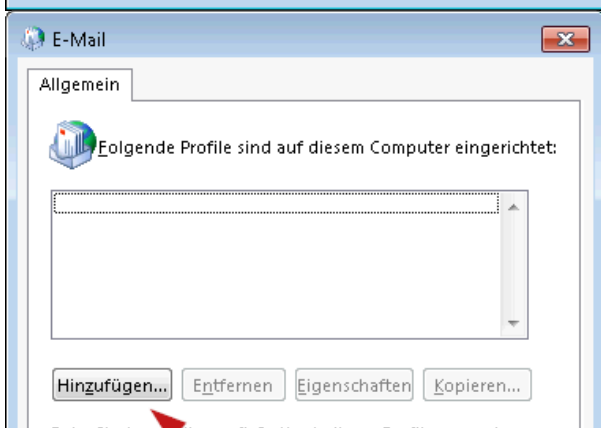 E-Mail
Allgemein
Folgende Profile sind auf diesem Computer eingerichtet:
Hinzufügen... Entfernen Eigenschaften Kopieren...